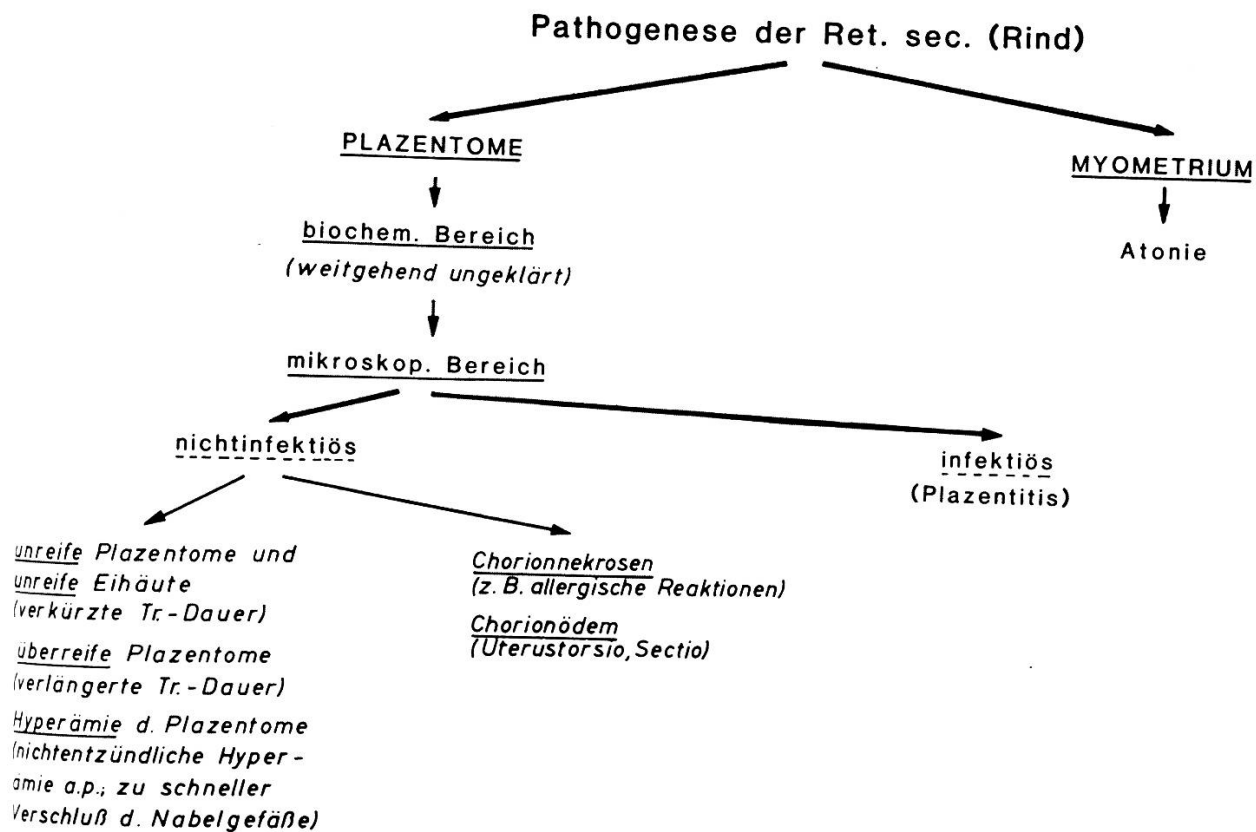 Pathogenese der Ret. sec. (Rind)
PLAZENTOME
MYOMETRIUM
biochem. Bereich
(weitgehend ungeklärt)
Atonie
mikroskop. Bereich
nichtinfektiös
infektiös
(Plazentitis)
unreife Plazentome und
unreife Eihäute
(verkürzte Tr.-Dauer)
überreife Plazentome
(verlängerte Tr.-Dauer)
Hyperämie d. Plazentome
(nichtentzündliche Hyper-
ämie a.p.; zu schneller
Verschluß d. Nabelgefäße)
Chorionnekrosen
(z. B. allergische Reaktionen)
Chorionödem
(Uterustorsio, Sectio)